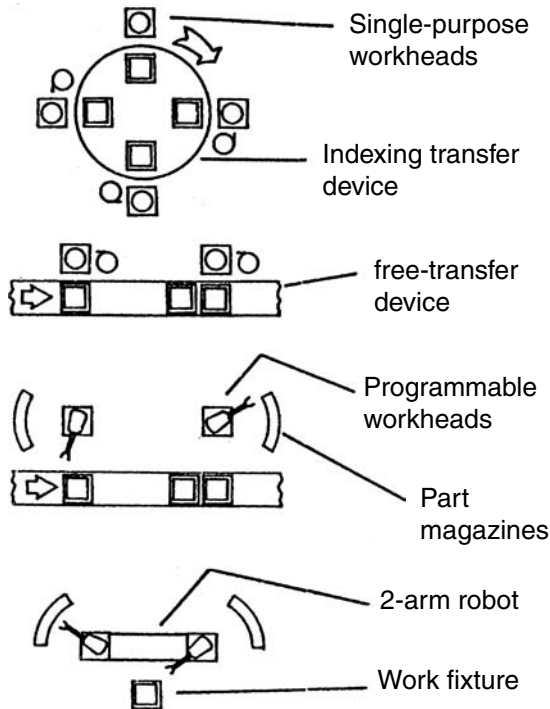 Single-purpose
workheads
Indexing transfer
device
free-transfer
device
Programmable
workheads
Part
magazines
2-arm robot
Work fixture